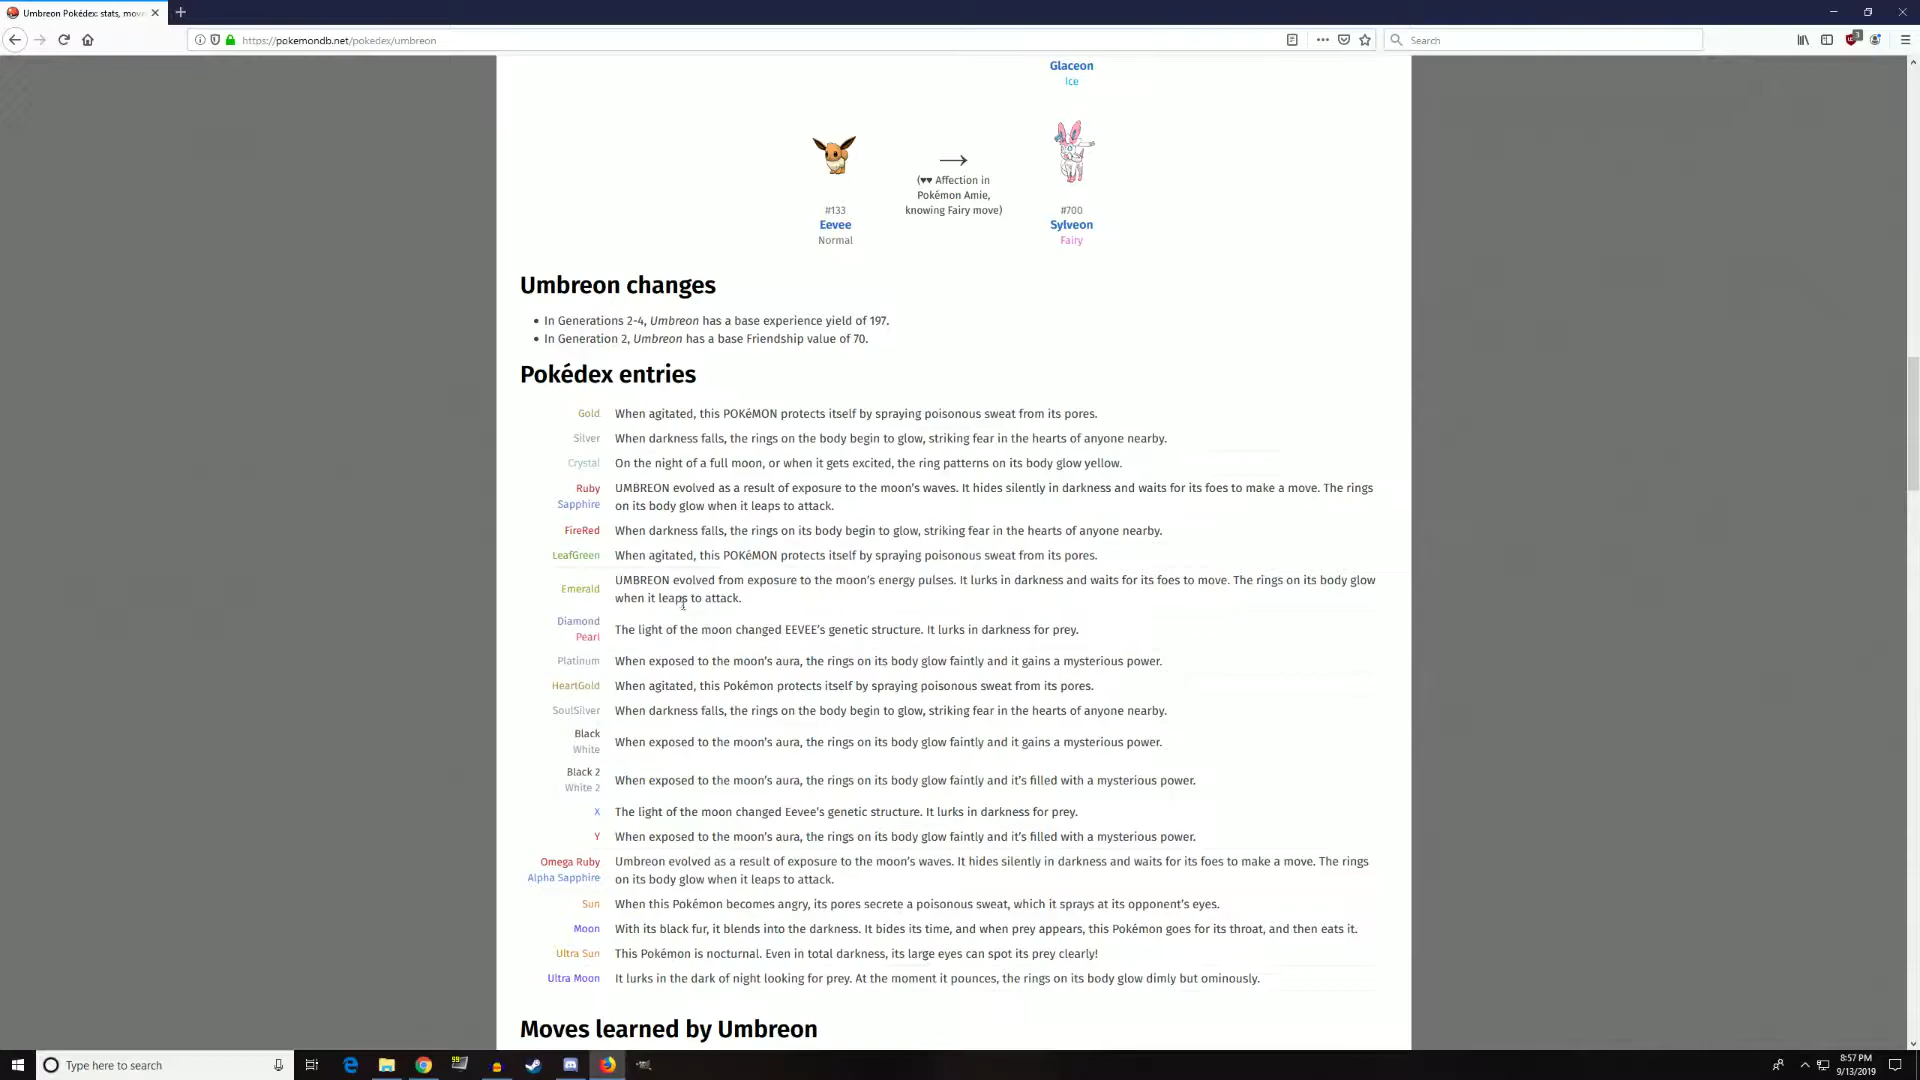 Umbreon Pokédex: stats, mov
https://pokemondb.net/pokedex/umbreon
Search
3
Glaceon
Ice
(♥♥ Affection in
Pokémon Amie,
knowing Fairy move)
#133
Eevee
Normal
#700
Sylveon
Fairy
Umbreon changes
• In Generations 2-4, Umbreon has a base experience yield of 197.
• In Generation 2, Umbreon has a base Friendship value of 70.
Pokédex entries
Gold When agitated, this POKéMON protects itself by spraying poisonous sweat from its pores.
Silver When darkness falls, the rings on the body begin to glow, striking fear in the hearts of anyone nearby.
Crystal On the night of a full moon, or when it gets excited, the ring patterns on its body glow yellow.
Ruby UMBREON evolved as a result of exposure to the moon's waves. It hides silently in darkness and waits for its foes to make a move. The rings
Sapphire on its body glow when it leaps to attack.
FireRed When darkness falls, the rings on its body begin to glow, striking fear in the hearts of anyone nearby.
LeafGreen When agitated, this POKéMON protects itself by spraying poisonous sweat from its pores.
Emerald UMBREON evolved from exposure to the moon's energy pulses. It lurks in darkness and waits for its foes to move. The rings on its body glow
when it leaps to attack.
Diamond
Pearl
The light of the moon changed EEVEE's genetic structure. It lurks in darkness for prey.
Platinum When exposed to the moon's aura, the rings on its body glow faintly and it gains a mysterious power.
HeartGold When agitated, this Pokémon protects itself by spraying poisonous sweat from its pores.
SoulSilver When darkness falls, the rings on the body begin to glow, striking fear in the hearts of anyone nearby.
Black
White
When exposed to the moon's aura, the rings on its body glow faintly and it gains a mysterious power.
Black 2
White 2
When exposed to the moon's aura, the rings on its body glow faintly and it's filled with a mysterious power.
X The light of the moon changed Eevee's genetic structure. It lurks in darkness for prey.
Y When exposed to the moon's aura, the rings on its body glow faintly and it's filled with a mysterious power.
Omega Ruby Umbreon evolved as a result of exposure to the moon's waves. It hides silently in darkness and waits for its foes to make a move. The rings
Alpha Sapphire on its body glow when it leaps to attack.
Sun When this Pokémon becomes angry, its pores secrete a poisonous sweat, which it sprays at its opponent's eyes.
Moon With its black fur, it blends into the darkness. It bides its time, and when prey appears, this Pokémon goes for its throat, and then eats it.
Ultra Sun This Pokémon is nocturnal. Even in total darkness, its large eyes can spot its prey clearly!
Ultra Moon It lurks in the dark of night looking for prey. At the moment it pounces, the rings on its body glow dimly but ominously.
Moves learned by Umbreon
Type here to search
8:57 PM
9/13/2019